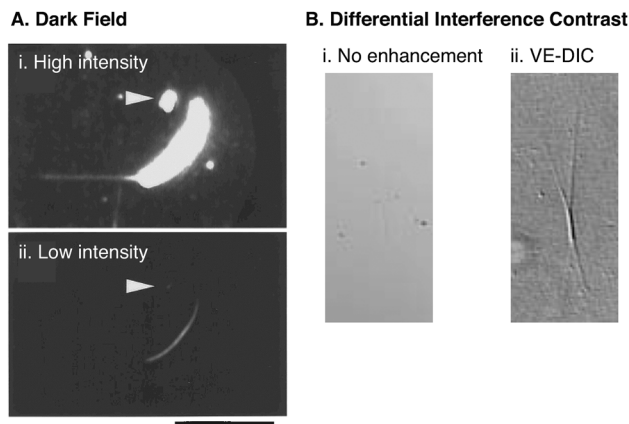 A. Dark Field
i. High intensity
ii. Low intensity
B. Differential Interference Contrast
i. No enhancement
ii. VE-DIC